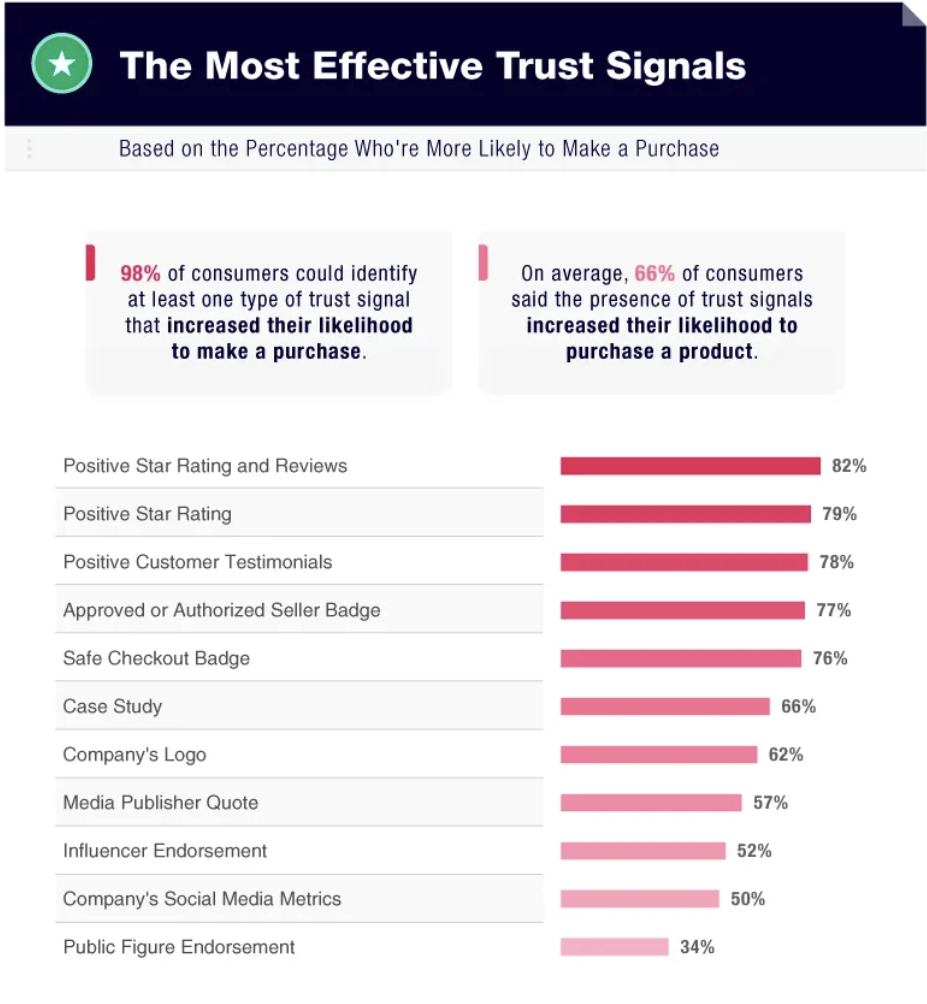 The Most Effective Trust Signals
Based on the Percentage Who're More Likely to Make a Purchase
98% of consumers could identify
at least one type of trust signal
that increased their likelihood
to make a purchase.
On average, 66% of consumers
said the presence of trust signals
increased their likelihood to
purchase a product.
Positive Star Rating and Reviews 82%
Positive Star Rating 79%
Positive Customer Testimonials 78%
Approved or Authorized Seller Badge 77%
Safe Checkout Badge 76%
Case Study 66%
Company's Logo 62%
Media Publisher Quote 57%
Influencer Endorsement 52%
Company's Social Media Metrics 50%
Public Figure Endorsement 34%